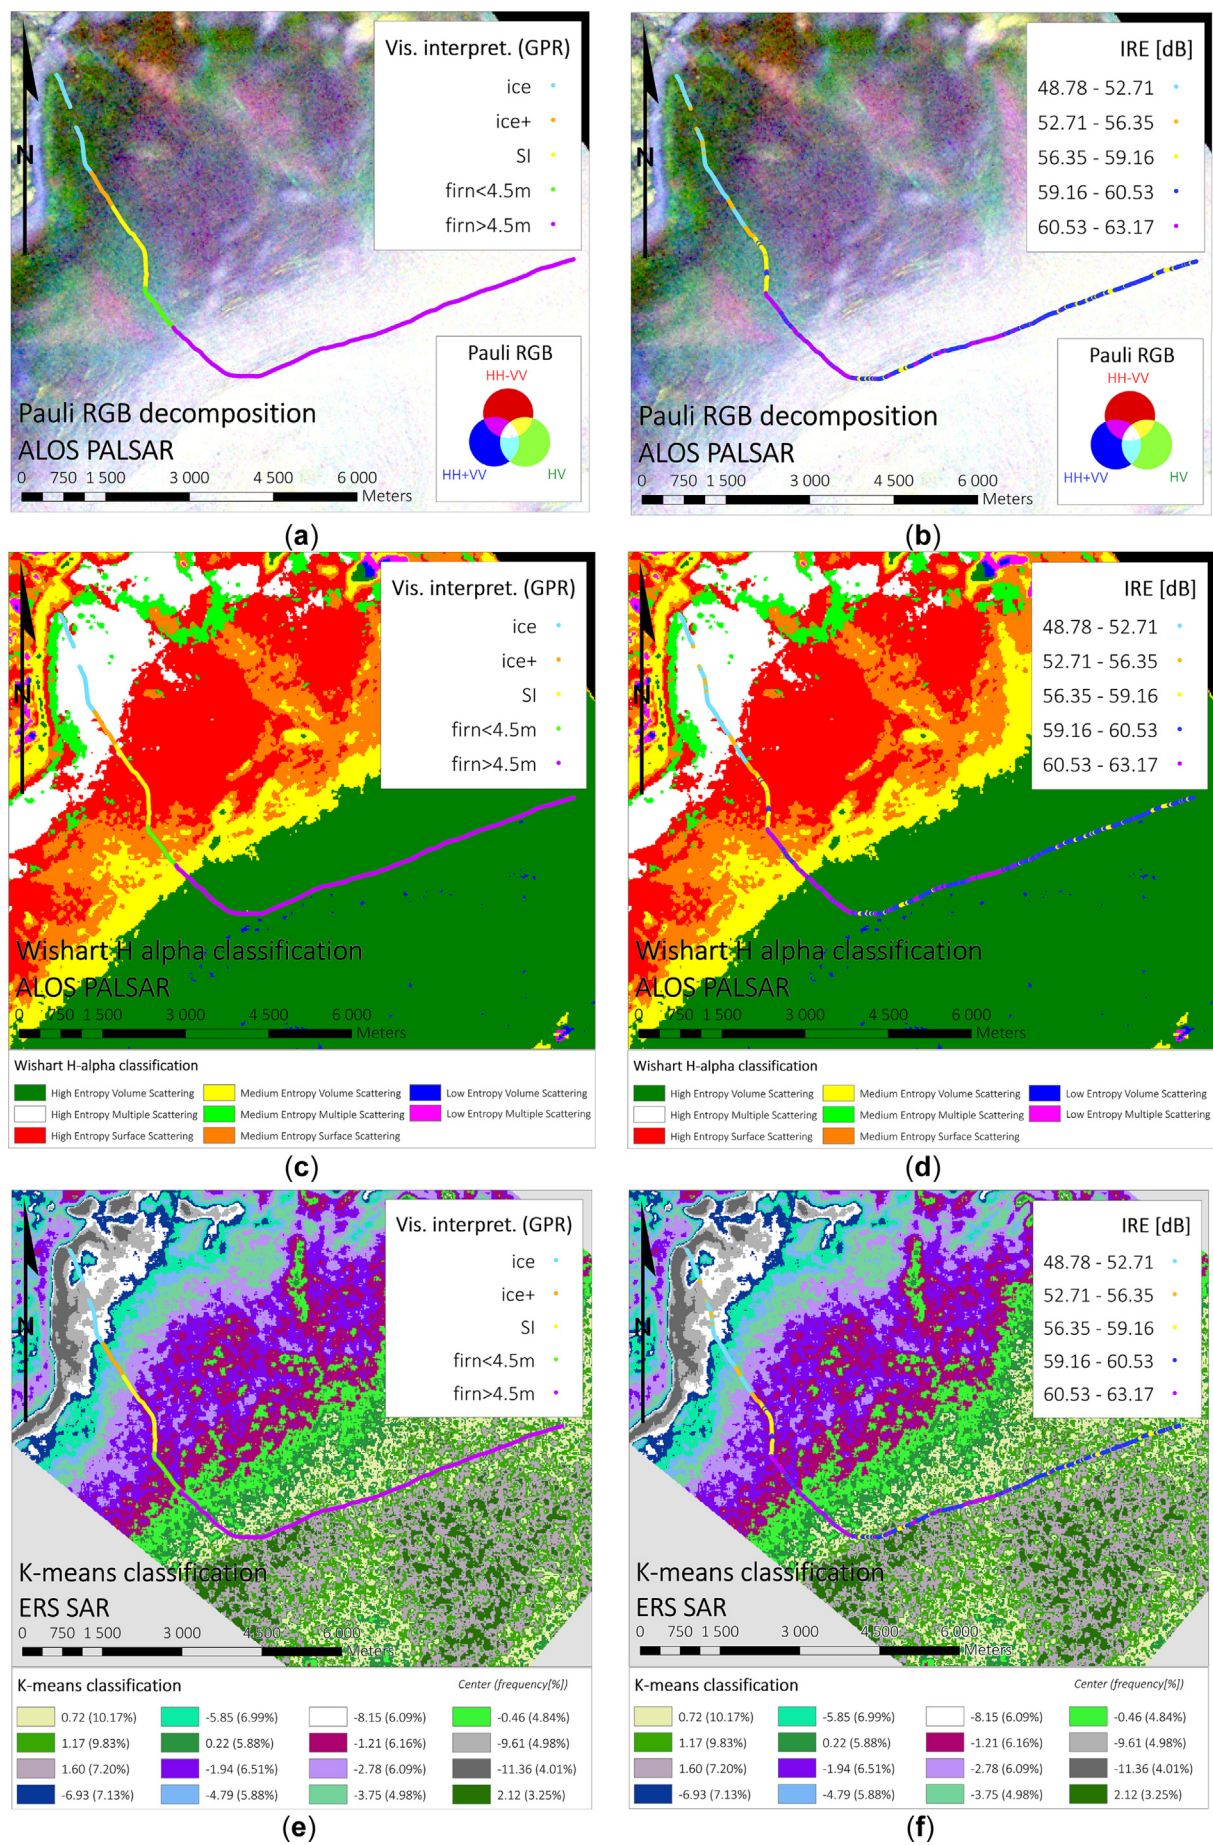 Vis. interpret. (GPR)
ice
ice+
SI
firn<4.5m
firn>4.5m
N
Pauli RGB
HH-VV
HH+VV
HV
Pauli RGB decomposition
ALOS PALSAR
0 750 1 500 3 000 4 500 6 000
Meters
(a)
IRE [dB]
48.78 - 52.71
52.71 - 56.35
56.35 - 59.16
59.16 - 60.53
60.53 - 63.17
N
Pauli RGB
HH-VV
HH+VV
HV
Pauli RGB decomposition
ALOS PALSAR
0 750 1 500 3 000 4 500 6 000
Meters
(b)
Vis. interpret. (GPR)
ice
ice+
SI
firn<4.5m
firn>4.5m
N
Wishart H alpha classification
ALOS PALSAR
0 750 1 500 3 000 4 500 6 000
Meters
Wishart H-alpha classification
High Entropy Volume Scattering Medium Entropy Volume Scattering Low Entropy Volume Scattering
High Entropy Multiple Scattering Medium Entropy Multiple Scattering Low Entropy Multiple Scattering
High Entropy Surface Scattering Medium Entropy Surface Scattering
(c)
IRE [dB]
48.78 - 52.71
52.71 - 56.35
56.35 - 59.16
59.16 - 60.53
60.53 - 63.17
N
Wishart H alpha classification
ALOS PALSAR
0 750 1 500 3 000 4 500 6 000
Meters
Wishart H-alpha classification
High Entropy Volume Scattering Medium Entropy Volume Scattering Low Entropy Volume Scattering
High Entropy Multiple Scattering Medium Entropy Multiple Scattering Low Entropy Multiple Scattering
High Entropy Surface Scattering Medium Entropy Surface Scattering
(d)
Vis. interpret. (GPR)
ice
ice+
SI
firn<4.5m
firn>4.5m
N
K-means classification
ERS SAR
0 750 1 500 3 000 4 500 6 000
Meters
K-means classification Center (frequency[%])
0.72 (10.17%) -5.85 (6.99%) -8.15 (6.09%) -0.46 (4.84%)
1.17 (9.83%) 0.22 (5.88%) -1.21 (6.16%) -9.61 (4.98%)
1.60 (7.20%) -1.94 (6.51%) -2.78 (6.09%) -11.36 (4.01%)
-6.93 (7.13%) -4.79 (5.88%) -3.75 (4.98%) 2.12 (3.25%)
(e)
IRE [dB]
48.78 - 52.71
52.71 - 56.35
56.35 - 59.16
59.16 - 60.53
60.53 - 63.17
N
K-means classification
ERS SAR
0 750 1 500 3 000 4 500 6 000
Meters
K-means classification Center (frequency[%])
0.72 (10.17%) -5.85 (6.99%) -8.15 (6.09%) -0.46 (4.84%)
1.17 (9.83%) 0.22 (5.88%) -1.21 (6.16%) -9.61 (4.98%)
1.60 (7.20%) -1.94 (6.51%) -2.78 (6.09%) -11.36 (4.01%)
-6.93 (7.13%) -4.79 (5.88%) -3.75 (4.98%) 2.12 (3.25%)
(f)